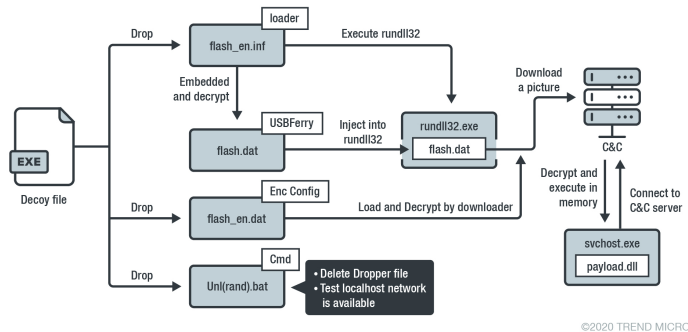 loader
Drop
flash_en.inf
Execute rundll32
Embedded
and decrypt
Download
a picture
USBFerry
flash.dat
Inject into
rundll32
rundll32.exe
flash.dat
EXE
Decoy file
C&C
Enc Config
Drop
flash_en.dat
Load and Decrypt by downloader
Decrypt and
execute in
memory
Connect to
C&C server
svchost.exe
payload.dll
Cmd
Drop
Uni(rand).bat
• Delete Dropper file
• Test localhost network
is available
©2020 TREND MICRO